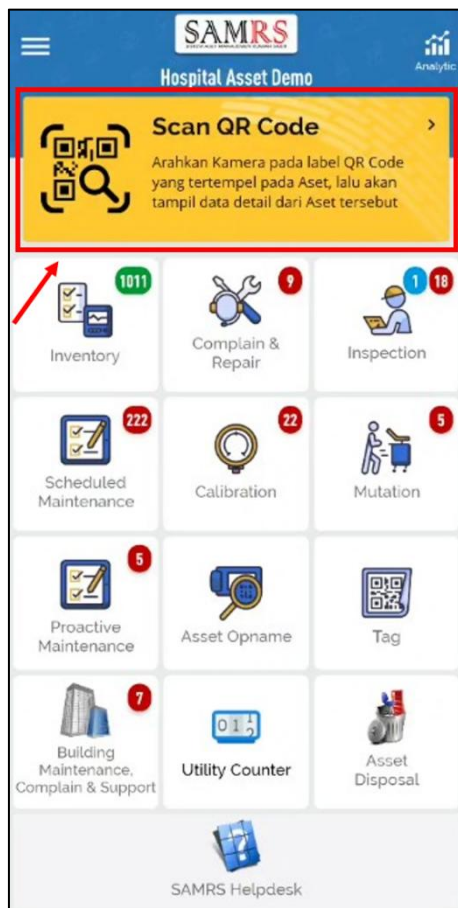 SAMRS
Analytic
Hospital Asset Demo
Scan QR Code
Arahkan Kamera pada label QR Code
yang tertempel pada Aset, lalu akan
tampil data detail dari Aset tersebut
1011
Inventory
9
Complain &
Repair
1
18
Inspection
222
Scheduled
Maintenance
22
Calibration
5
Mutation
5
Proactive
Maintenance
Asset Opname
Tag
7
Building
Maintenance,
Complain & Support
Utility Counter
Asset
Disposal
SAMRS Helpdesk